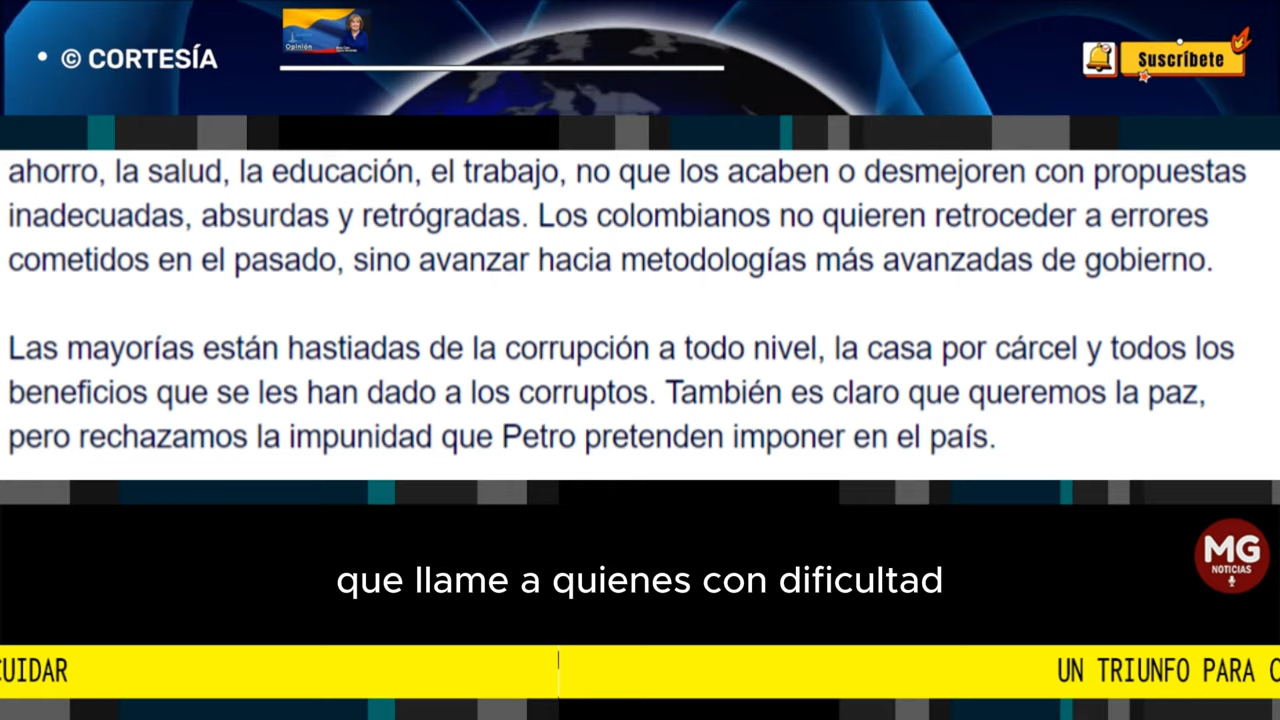 • © CORTESÍA
Opinión
Suscríbete
ahorro, la salud, la educación, el trabajo, no que los acaben o desmejoren con propuestas
inadecuadas, absurdas y retrógradas. Los colombianos no quieren retroceder a errores
cometidos en el pasado, sino avanzar hacia metodologías más avanzadas de gobierno.
Las mayorías están hastiadas de la corrupción a todo nivel, la casa por cárcel y todos los
beneficios que se les han dado a los corruptos. También es claro que queremos la paz,
pero rechazamos la impunidad que Petro pretenden imponer en el país.
MG
NOTICIAS
que llame a quienes con dificultad
CUIDAR
UN TRIUNFO PARA C